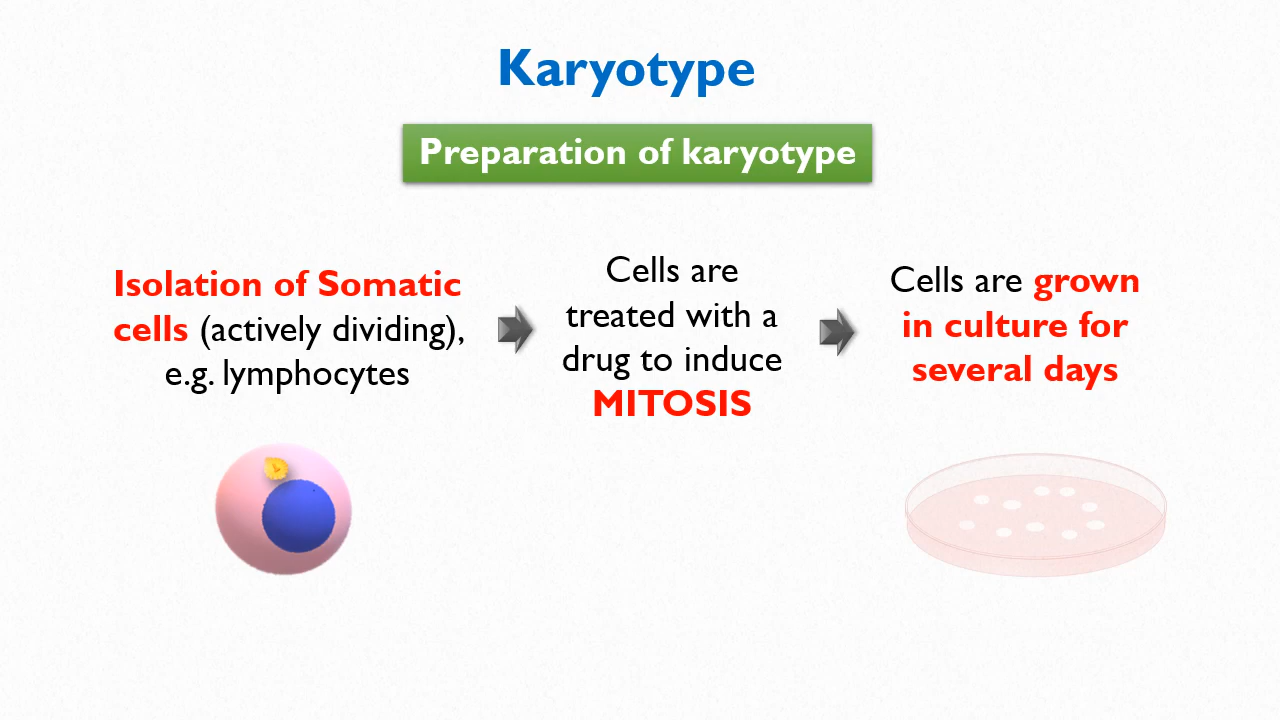 Karyotype
Preparation of karyotype
Isolation of Somatic
cells (actively dividing),
e.g. lymphocytes
Cells are
treated with a
drug to induce
MITOSIS
Cells are grown
in culture for
several days